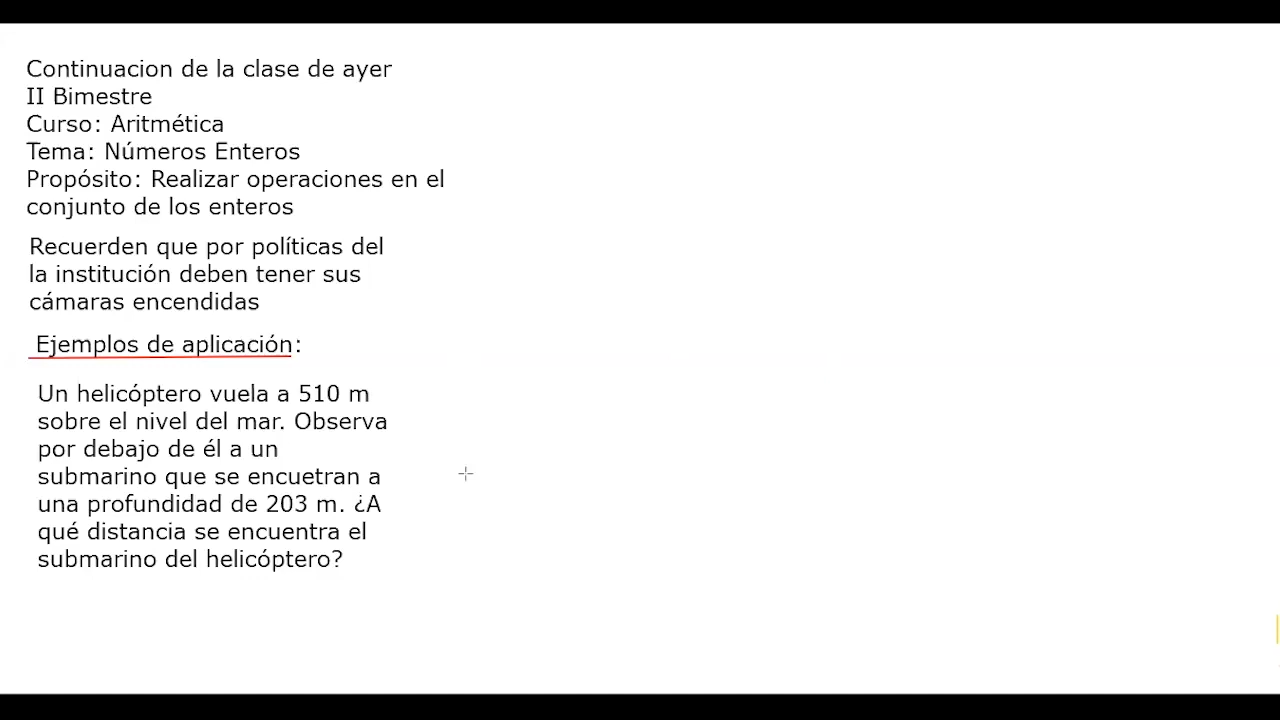 Continuacion de la clase de ayer
II Bimestre
Curso: Aritmética
Tema: Números Enteros
Propósito: Realizar operaciones en el
conjunto de los enteros
Recuerden que por políticas del
la institución deben tener sus
cámaras encendidas
Ejemplos de aplicación:
Un helicóptero vuela a 510 m
sobre el nivel del mar. Observa
por debajo de él a un
submarino que se encuetran a
una profundidad de 203 m. ¿A
qué distancia se encuentra el
submarino del helicóptero?